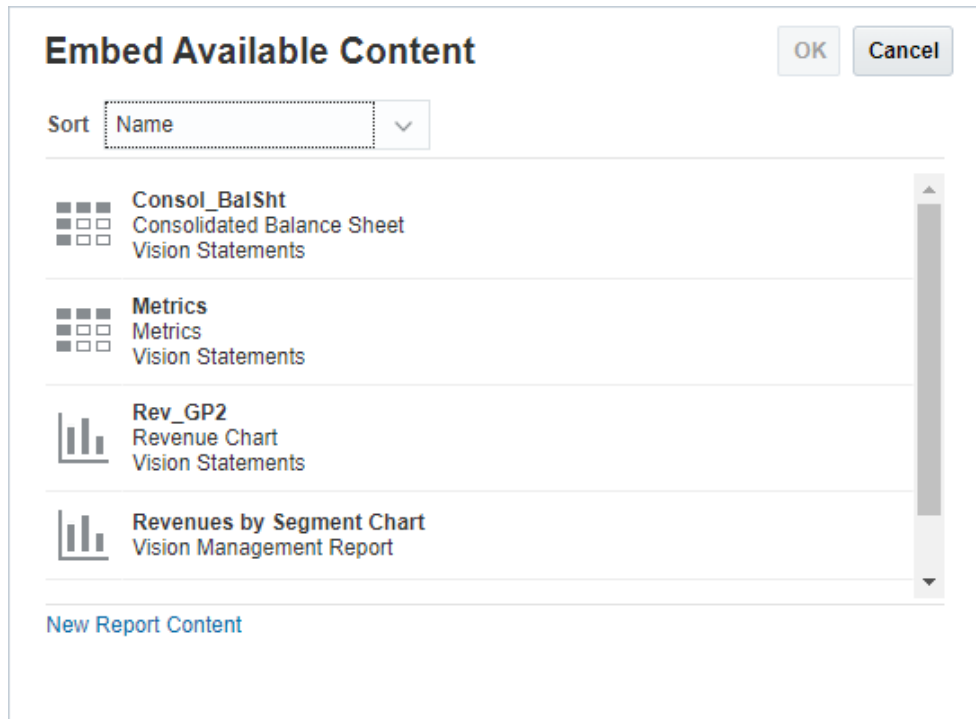 Embed Available Content
OK
Cancel
Sort
Name
Consol_BalSht
Consolidated Balance Sheet
Vision Statements
Metrics
Metrics
Vision Statements
Rev_GP2
Revenue Chart
Vision Statements
Revenues by Segment Chart
Vision Management Report
New Report Content